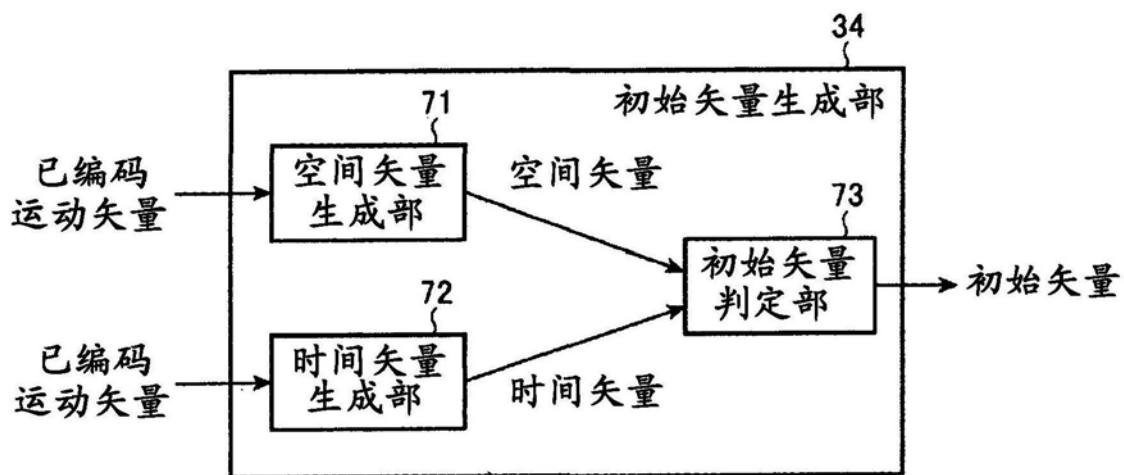 34
初始矢量生成部
71
已编码
运动矢量
空间矢量
生成部
空间矢量
73
初始矢量
判定部
初始矢量
72
已编码
运动矢量
时间矢量
生成部
时间矢量